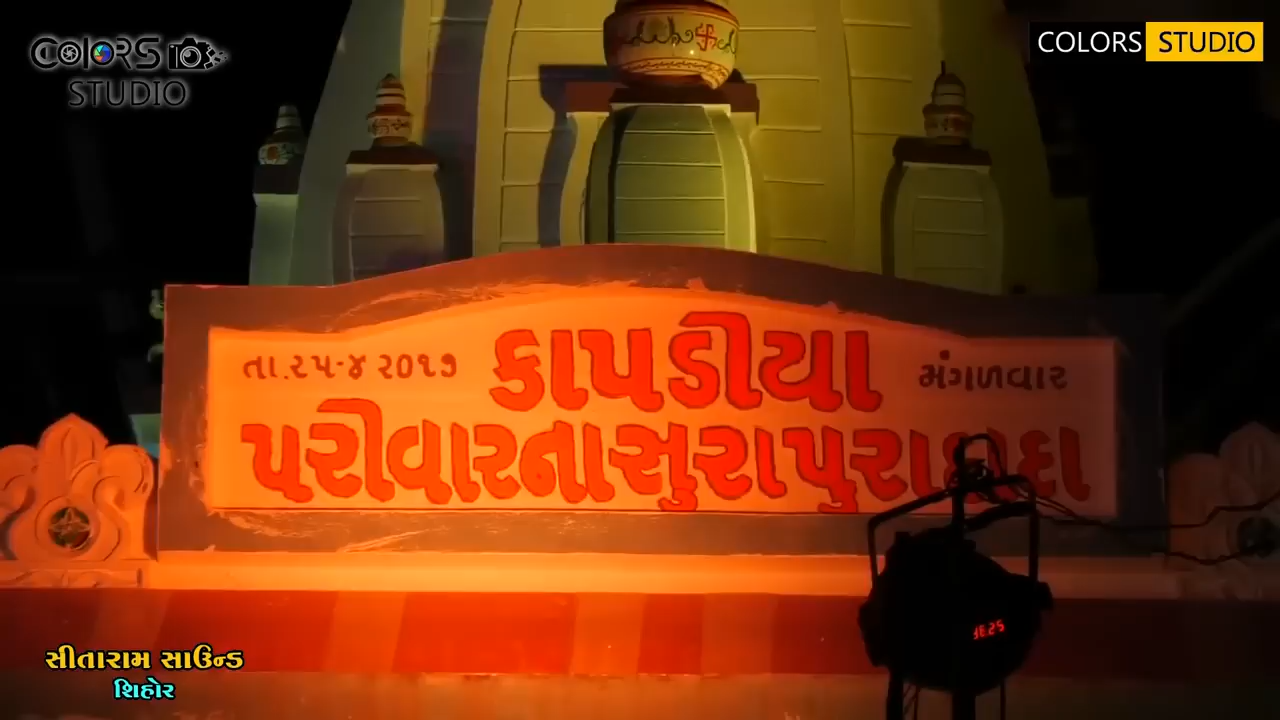 COLORS STUDIO
COLORS
STUDIO
તા.૨૫-૪ ૨૦૧૭ કાપડીયા મંગળવાર
પરીવારનાસુરાપુરાદાદા
સીતારામ સાઉન્ડ
શિહોર